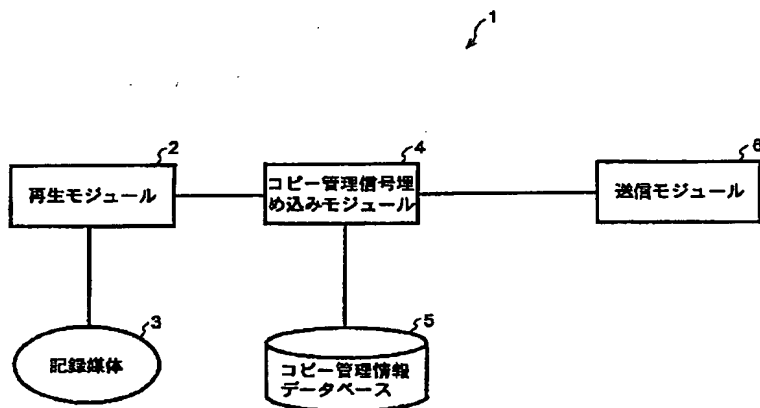 1
2
再生モジュール
4
コピー管理信号埋
め込みモジュール
6
送信モジュール
3
記録媒体
5
コピー管理情報
データベース